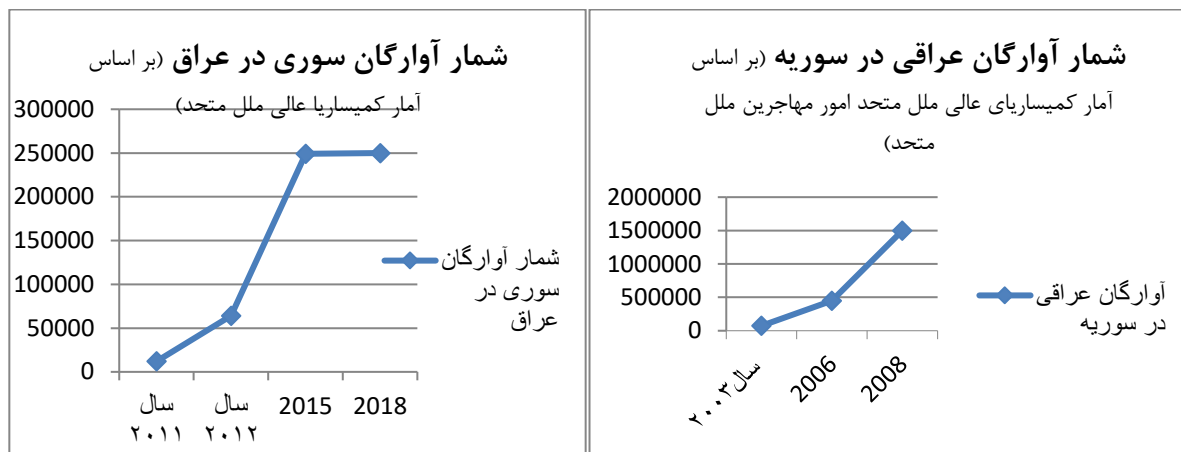 شمار آوارگان عراقی در سوریه (بر اساس
آمار کمیساریای عالی ملل متحد امور مهاجرین ملل
متحد)
2000000
1500000
1000000
500000
0
سال۲۰۰۳
2006
2008
آوارگان عراقی
در سوریه
شمار آوارگان سوری در عراق (بر اساس
آمار کمیساریا عالی ملل متحد)
300000
250000
200000
150000
100000
50000
0
سال
۲۰۱۱
سال
۲۰۱۲
2015
2018
شمار آوارگان
سوری در
عراق